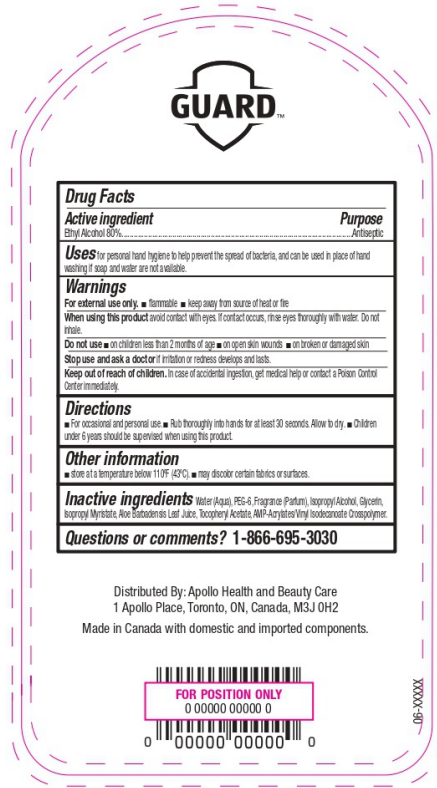 GUARD™
Drug Facts
Active ingredient Purpose
Ethyl Alcohol 80%......................................................................................................Antiseptic
Uses for personal hand hygiene to help prevent the spread of bacteria, and can be used in place of hand
washing if soap and water are not available.
Warnings
For external use only. ■ flammable ■ keep away from source of heat or fire
When using this product avoid contact with eyes. If contact occurs, rinse eyes thoroughly with water. Do not
inhale.
Do not use ■ on children less than 2 months of age ■ on open skin wounds ■ on broken or damaged skin
Stop use and ask a doctor if irritation or redness develops and lasts.
Keep out of reach of children. In case of accidental ingestion, get medical help or contact a Poison Control
Center immediately.
Directions
■ For occasional and personal use. ■ Rub thoroughly into hands for at least 30 seconds. Allow to dry. ■ Children
under 6 years should be supervised when using this product.
Other information
■ store at a temperature below 110ºF (43ºC). ■ may discolor certain fabrics or surfaces.
Inactive ingredients Water (Aqua), PEG-6, Fragrance (Parfum), Isopropyl Alcohol, Glycerin,
Isopropyl Myristate, Aloe Barbadensis Leaf Juice, Tocopheryl Acetate, AMP-Acrylates/Vinyl Isodecanoate Crosspolymer.
Questions or comments? 1-866-695-3030
Distributed By: Apollo Health and Beauty Care
1 Apollo Place, Toronto, ON, Canada, M3J 0H2
Made in Canada with domestic and imported components.
FOR POSITION ONLY
0 00000 00000 0
0 00000 00000 0
06-XXXXX